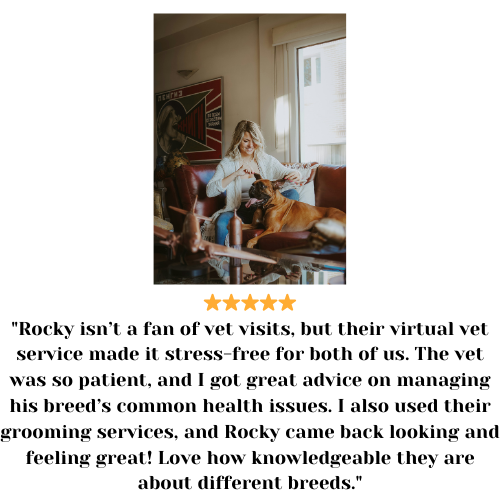 "Rocky isn't a fan of vet visits, but their virtual vet
service made it stress-free for both of us. The vet
was so patient, and I got great advice on managing
his breed's common health issues. I also used their
grooming services, and Rocky came back looking and
feeling great! Love how knowledgeable they are
about different breeds."